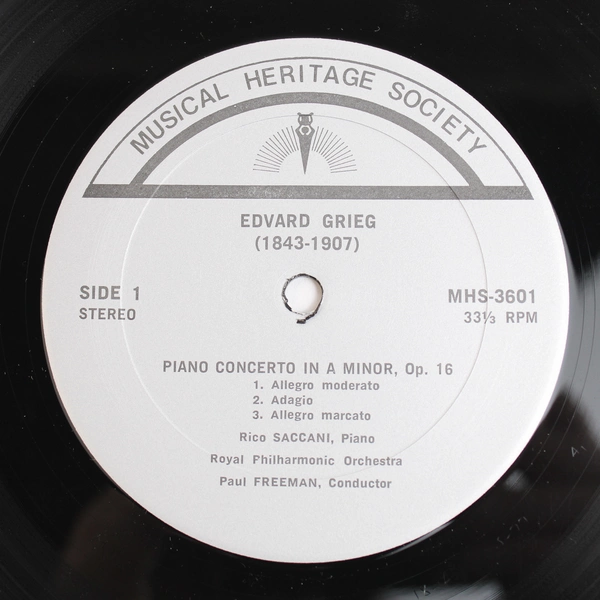 MUSICAL HERITAGE SOCIETY
EDVARD GRIEG
(1843-1907)
SIDE 1
STEREO
MHS-3601
33⅓ RPM
PIANO CONCERTO IN A MINOR, Op. 16
1. Allegro moderato
2. Adagio
3. Allegro marcato
Rico SACCANI, Piano
Royal Philharmonic Orchestra
Paul FREEMAN, Conductor